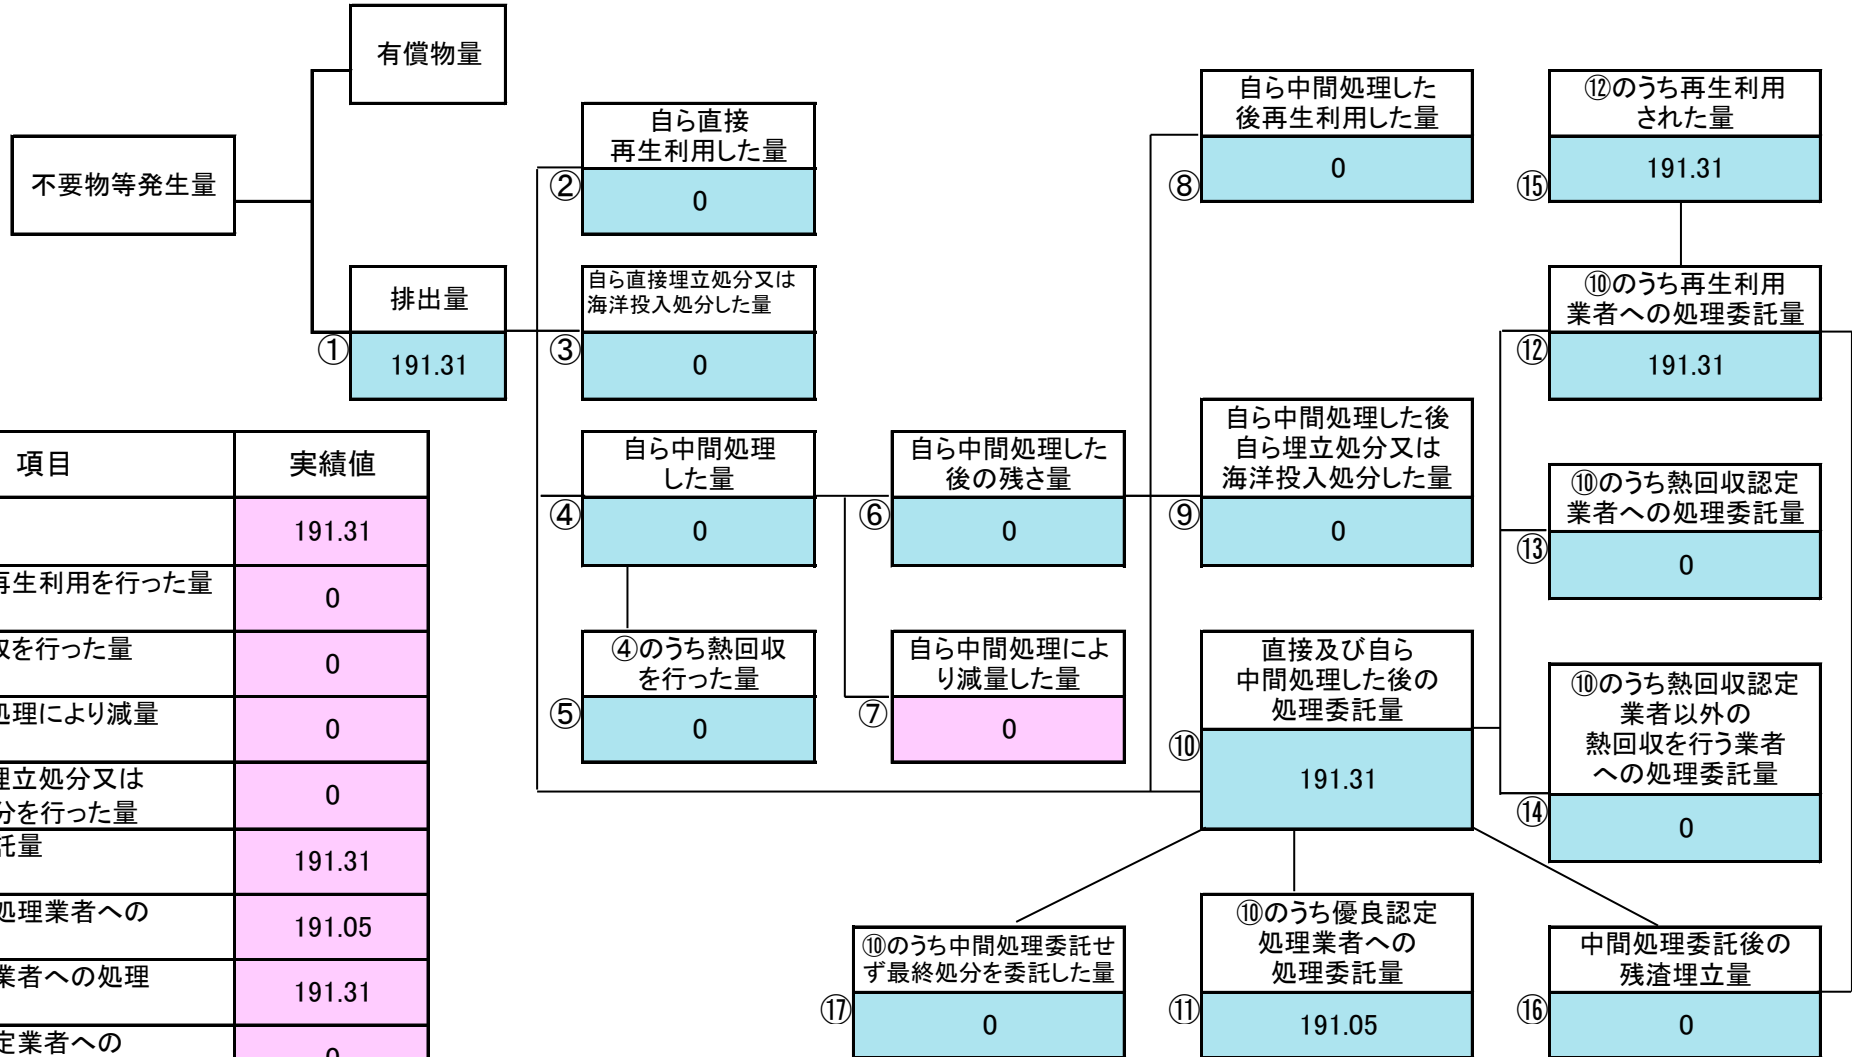 有償物量
不要物等発生量
排出量
①
191.31
自ら直接
再生利用した量
②
0
自ら直接埋立処分又は
海洋投入処分した量
③
0
自ら中間処理
した量
④
0
④のうち熱回収
を行った量
⑤
0
自ら中間処理した
後の残さ量
⑥
0
自ら中間処理によ
り減量した量
⑦
0
自ら中間処理した
後再生利用した量
⑧
0
自ら中間処理した後
自ら埋立処分又は
海洋投入処分した量
⑨
0
直接及び自ら
中間処理した後の
処理委託量
⑩
191.31
⑩のうち中間処理委託せ
ず最終処分を委託した量
⑰
0
⑩のうち優良認定
処理業者への
処理委託量
⑪
191.05
中間処理委託後の
残渣埋立量
⑯
0
⑫のうち再生利用
された量
⑮
191.31
⑩のうち再生利用
業者への処理委託量
⑫
191.31
⑩のうち熱回収認定
業者への処理委託量
⑬
0
⑩のうち熱回収認定
業者以外の
熱回収を行う業者
への処理委託量
⑭
0
項目 実績値
191.31
再生利用を行った量 0
を行った量 0
処理により減量 0
埋立処分又は
分を行った量 0
託量 191.31
処理業者への 191.05
業者への処理 191.31
定業者への 0